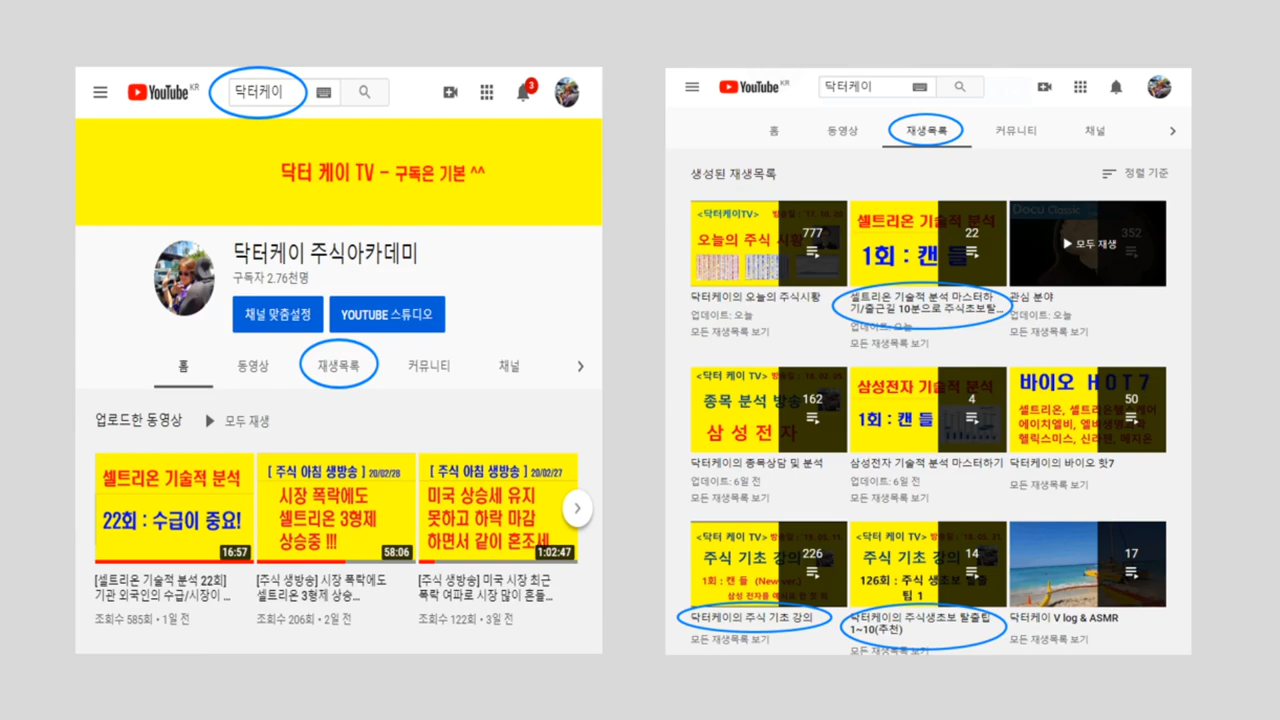 YouTube KR
닥터케이
3
닥터 케이 TV - 구독은 기본 ^^
닥터케이 주식아카데미
구독자 2.76천명
채널 맞춤설정
YOUTUBE 스튜디오
홈 동영상 재생목록 커뮤니티 채널
업로드한 동영상 모두 재생
셀트리온 기술적 분석
22회 : 수급이 중요!
16:57
[셀트리온 기술적 분석 22회]
기관 외국인의 수급/시장이 ...
조회수 585회 • 1일 전
[ 주식 아침 생방송 ] 20/02/28
시장 폭락에도
셀트리온 3형제
상승중 !!!
58:06
[주식 생방송] 시장 폭락에도
셀트리온 3형제 상승...
조회수 206회 • 2일 전
[ 주식 아침 생방송 ] 20/02/27
미국 상승세 유지
못하고 하락 마감
하면서 같이 혼조세
1:02:47
[주식 생방송] 미국 시장 최근
폭락 여파로 시장 많이 흔들...
조회수 122회 • 3일 전
YouTube KR
닥터케이
홈 동영상 재생목록 커뮤니티 채널
생성된 재생목록
정렬 기준
<닥터케이TV>
오늘의 주식 시황
777
닥터케이의 오늘의 주식시황
업데이트: 오늘
모든 재생목록 보기
셀트리온 기술적 분석
1회 : 캔 들
22
셀트리온 기술적 분석 마스터하
기/출근길 10분으로 주식초보탈...
업데이트: 오늘
모든 재생목록 보기
Docu Classic
352
모두 재생
관심 분야
업데이트: 오늘
모든 재생목록 보기
<닥터 케이 TV>
종목 분석 방송
삼 성 전 자
162
닥터케이의 종목상담 및 분석
업데이트: 6일 전
모든 재생목록 보기
삼성전자 기술적 분석
1회 : 캔 들
4
삼성전자 기술적 분석 마스터하기
업데이트: 6일 전
모든 재생목록 보기
바이오 H O T 7
셀트리온, 셀트리온헬스케어
에이치엘비, 엘비생명과학
헬릭스미스, 신라젠, 메지온
50
닥터케이의 바이오 핫7
모든 재생목록 보기
<닥터 케이 TV>
주식 기초 강의
1회 : 캔 들 (New ver.)
226
닥터케이의 주식 기초 강의
모든 재생목록 보기
<닥터 케이 TV>
주식 기초 강의
126회 : 주식 생초보 탈출
팁 1
14
닥터케이의 주식생초보 탈출팁
1~10(추천)
모든 재생목록 보기
17
닥터케이 V log & ASMR
모든 재생목록 보기